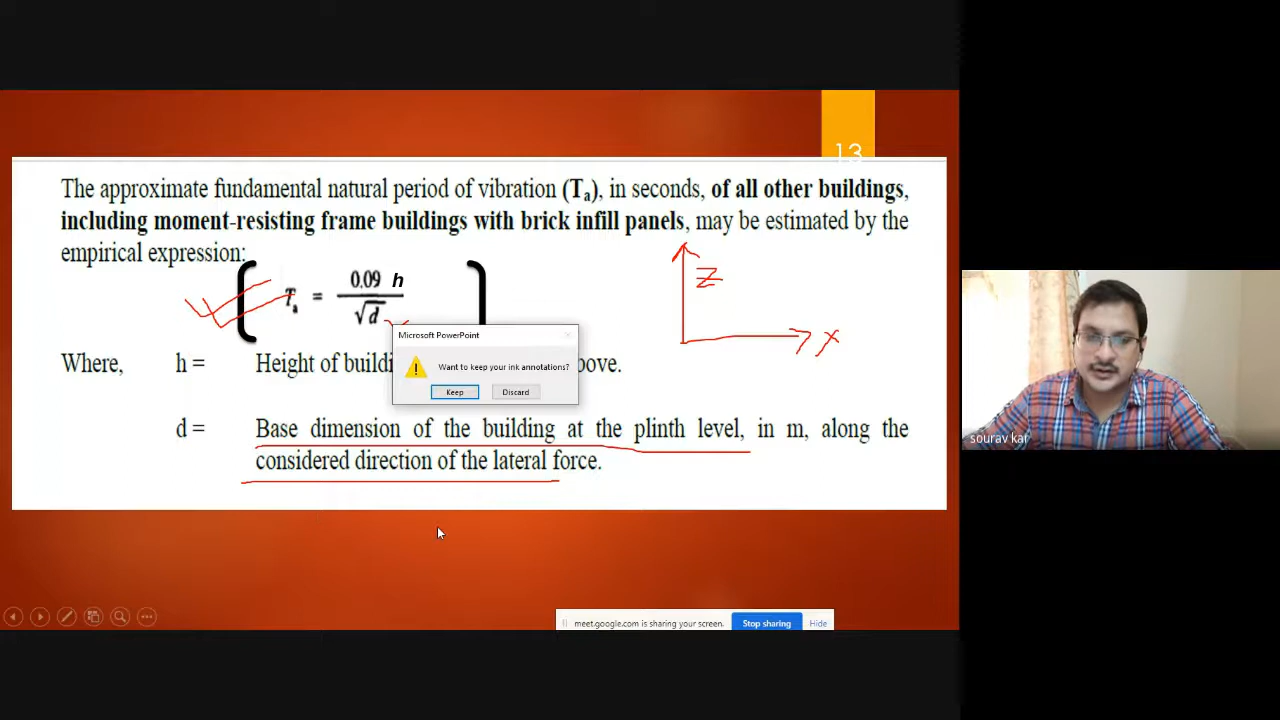 13
The approximate fundamental natural period of vibration (Ta), in seconds, of all other buildings,
including moment-resisting frame buildings with brick infill panels, may be estimated by the
empirical expression:
Ta = 0.09 h / √d
Z
X
Microsoft PowerPoint
Want to keep your ink annotations?
Keep Discard
Where, h = Height of buildi bove.
d = Base dimension of the building at the plinth level, in m, along the
considered direction of the lateral force.
sourav kar
meet.google.com is sharing your screen. Stop sharing Hide